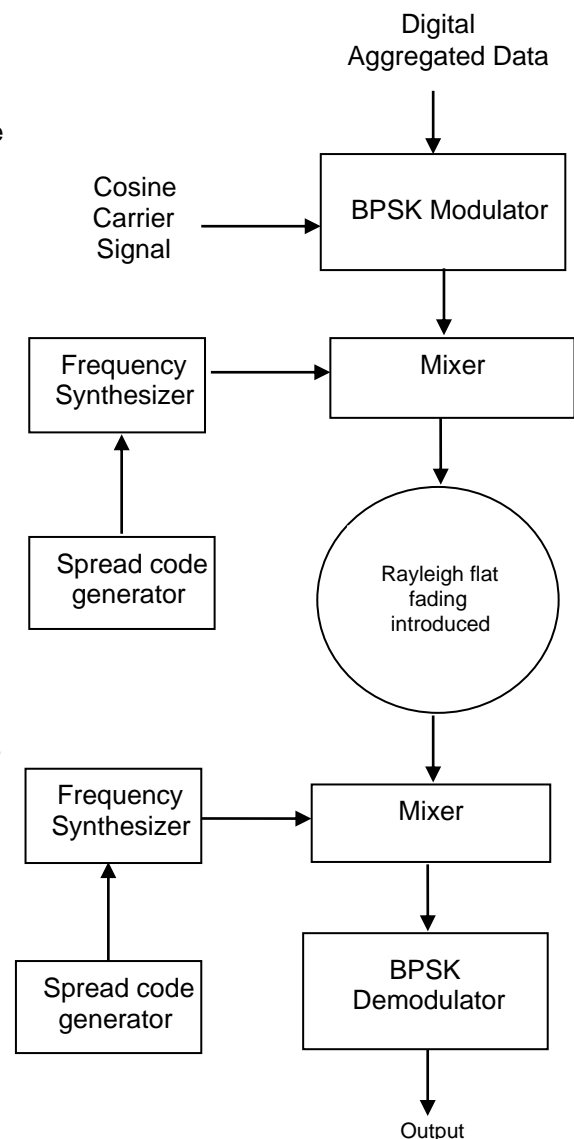 Digital
Aggregated Data
e
Cosine
Carrier
Signal
BPSK Modulator
Frequency
Synthesizer
Mixer
Spread code
generator
Rayleigh flat
fading
introduced
Frequency
Synthesizer
Mixer
Spread code
generator
BPSK
Demodulator
Output